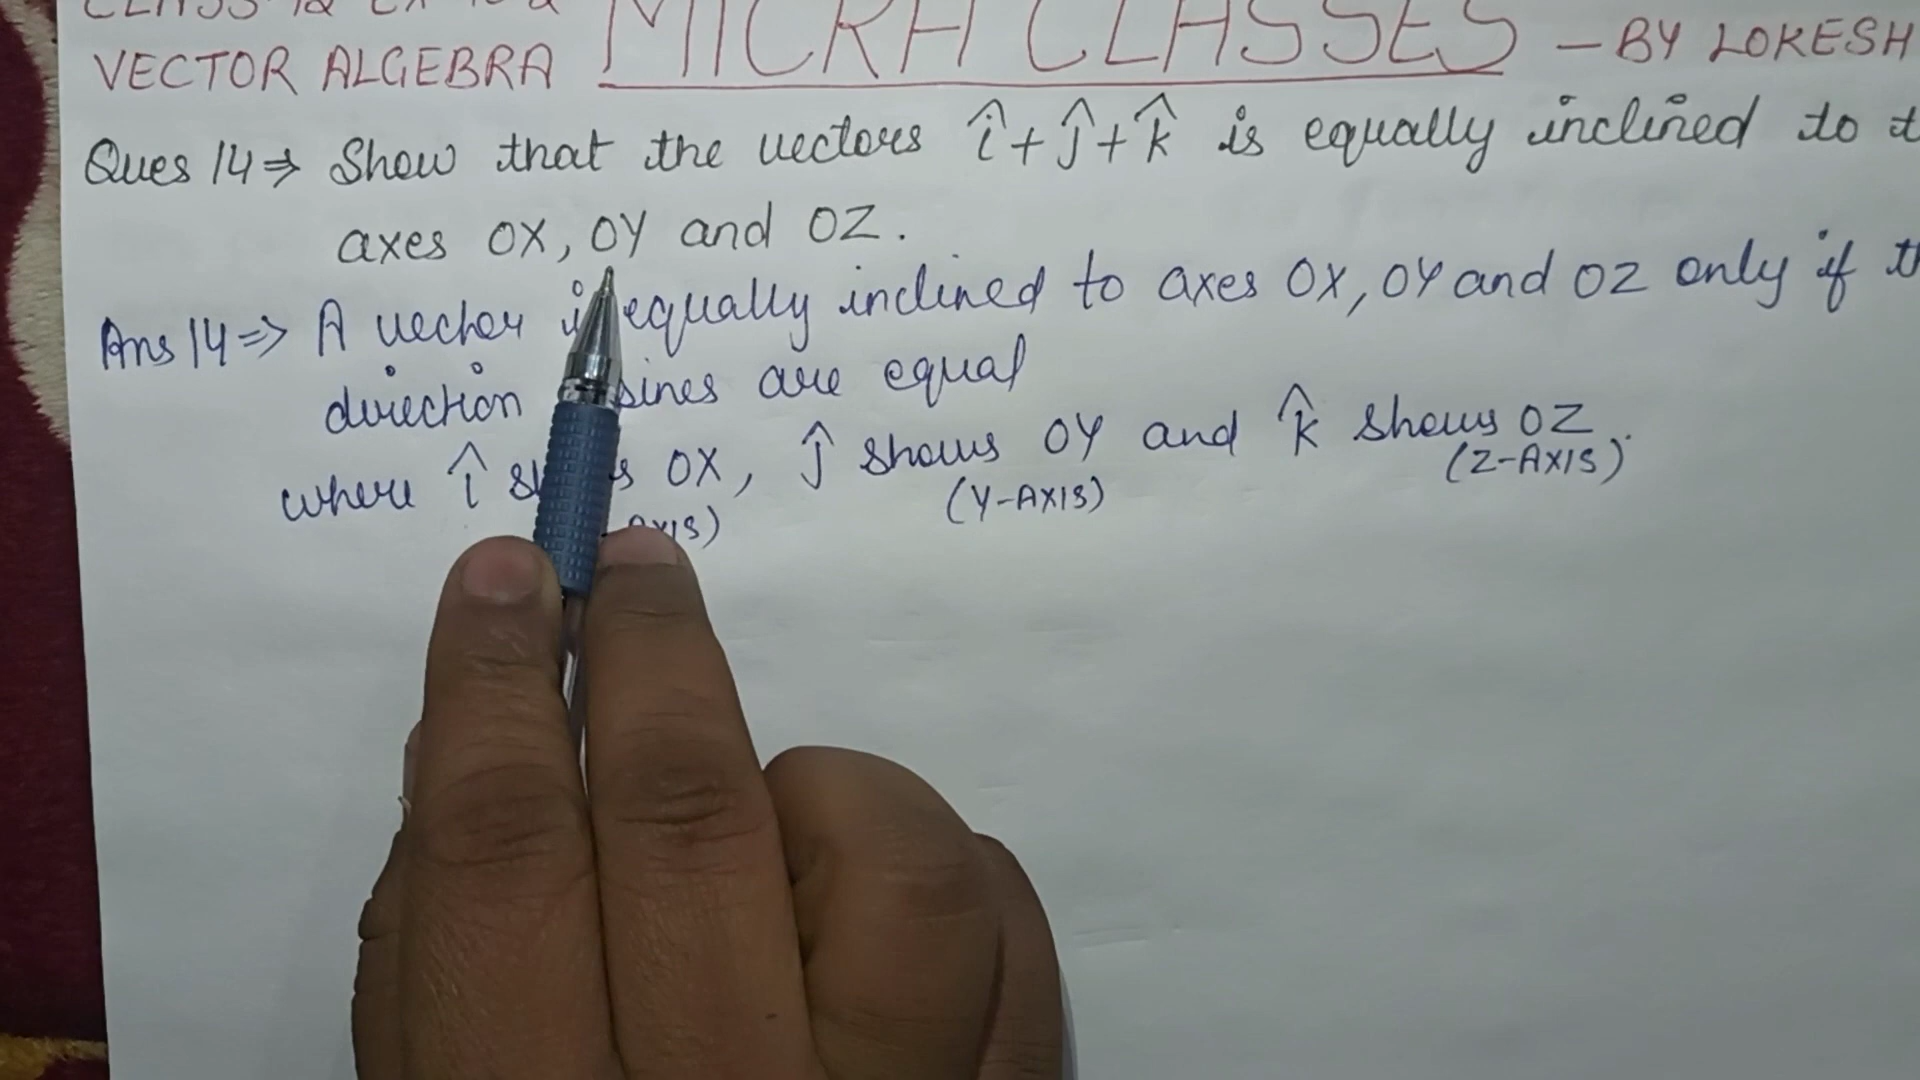 VECTOR ALGEBRA MICRA CLASSES - BY LOKESH
Ques 14⇒ Show that the vectors î+ĵ+k̂ is equally inclined to
axes OX, OY and OZ.
Ans 14⇒ A vector equally inclined to axes OX, OY and OZ only if
direction are equal
where î OX, ĵ shows OY and k̂ shows OZ
(Y-AXIS) (Z-AXIS).